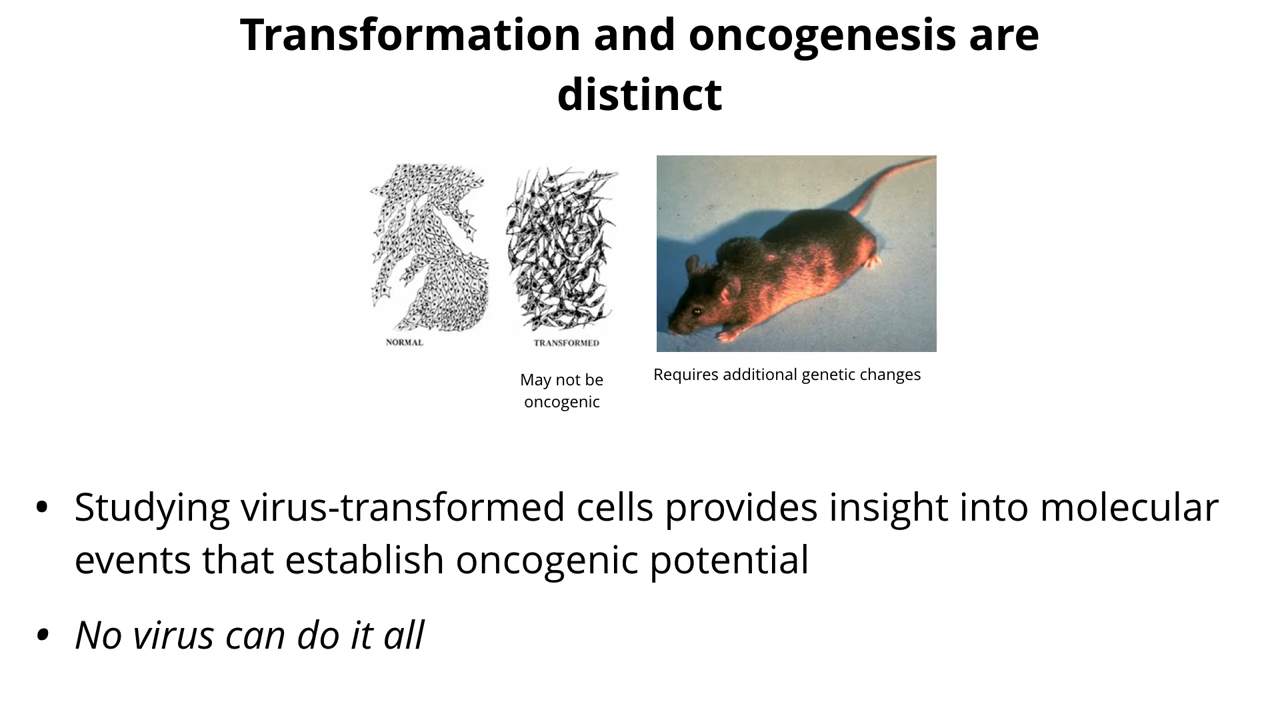 Transformation and oncogenesis are
distinct
NORMAL
TRANSFORMED
May not be
oncogenic
Requires additional genetic changes
• Studying virus-transformed cells provides insight into molecular
events that establish oncogenic potential
• No virus can do it all